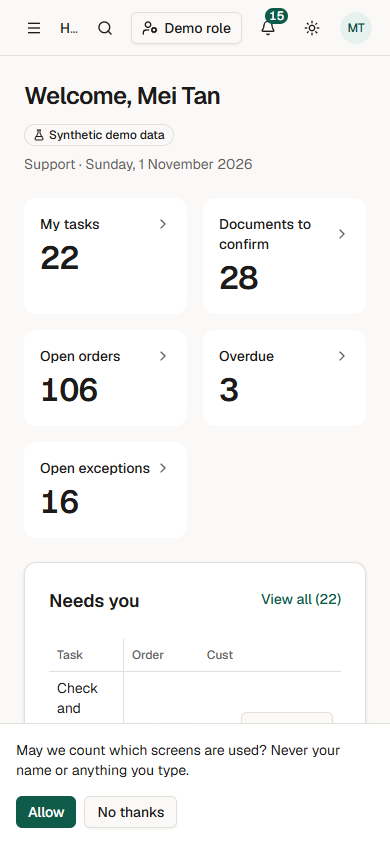 H...
Demo role
15
MT
Welcome, Mei Tan
Synthetic demo data
Support · Sunday, 1 November 2026
My tasks
22
Documents to
confirm
28
Open orders
106
Overdue
3
Open exceptions
16
Needs you
View all (22)
Task Order Cust
Check
and
May we count which screens are used? Never your
name or anything you type.
Allow
No thanks